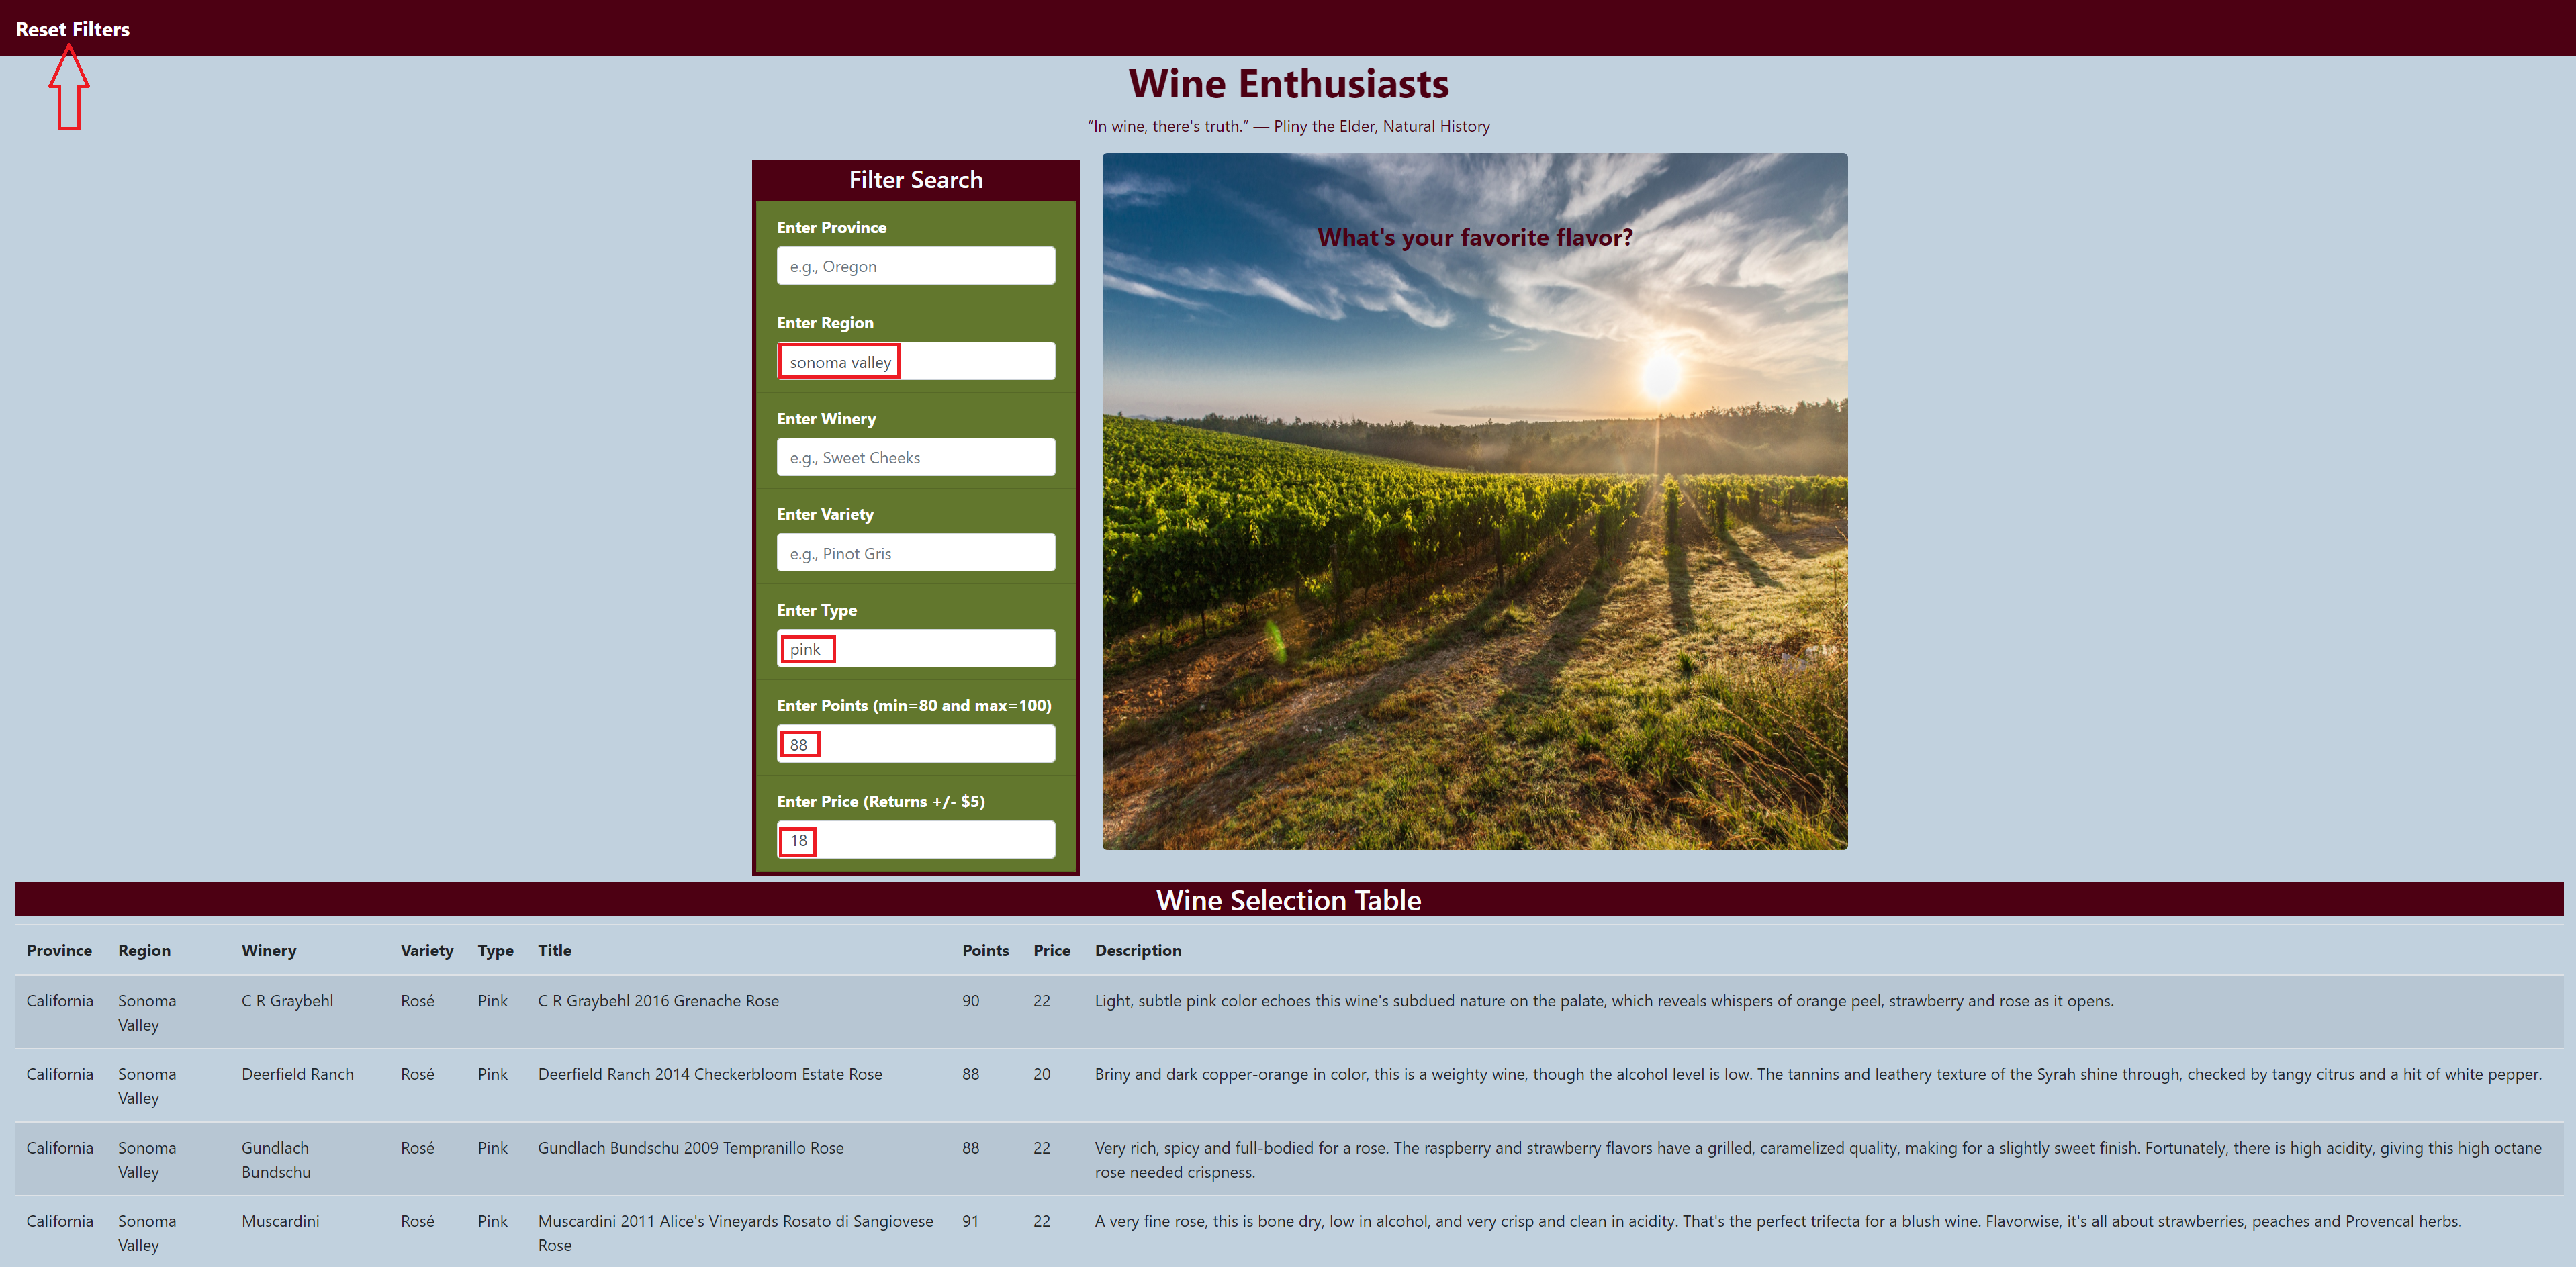 Reset Filters
Wine Enthusiasts
“In wine, there's truth.” — Pliny the Elder, Natural History
Filter Search
Enter Province
e.g., Oregon
Enter Region
sonoma valley
Enter Winery
e.g., Sweet Cheeks
Enter Variety
e.g., Pinot Gris
Enter Type
pink
Enter Points (min=80 and max=100)
88
Enter Price (Returns +/- $5)
18
What's your favorite flavor?
Wine Selection Table
Province Region Winery Variety Type Title Points Price Description
California Sonoma C R Graybehl Rosé Pink C R Graybehl 2016 Grenache Rose 90 22 Light, subtle pink color echoes this wine's subdued nature on the palate, which reveals whispers of orange peel, strawberry and rose as it opens.
Valley
California Sonoma Deerfield Ranch Rosé Pink Deerfield Ranch 2014 Checkerbloom Estate Rose 88 20 Briny and dark copper-orange in color, this is a weighty wine, though the alcohol level is low. The tannins and leathery texture of the Syrah shine through, checked by tangy citrus and a hit of white pepper.
Valley
California Sonoma Gundlach Rosé Pink Gundlach Bundschu 2009 Tempranillo Rose 88 22 Very rich, spicy and full-bodied for a rose. The raspberry and strawberry flavors have a grilled, caramelized quality, making for a slightly sweet finish. Fortunately, there is high acidity, giving this high octane
Valley Bundschu rose needed crispness.
California Sonoma Muscardini Rosé Pink Muscardini 2011 Alice's Vineyards Rosato di Sangiovese 91 22 A very fine rose, this is bone dry, low in alcohol, and very crisp and clean in acidity. That's the perfect trifecta for a blush wine. Flavorwise, it's all about strawberries, peaches and Provencal herbs.
Valley Rose